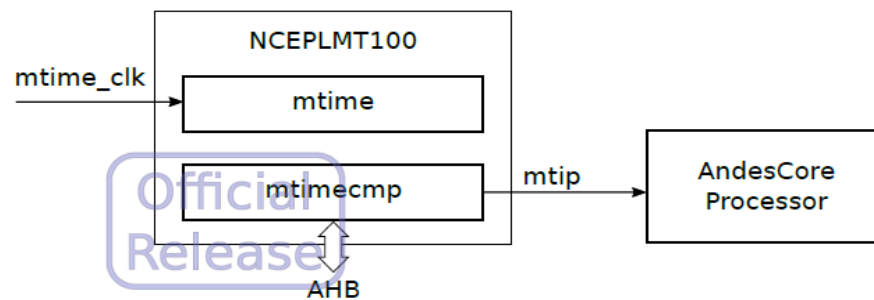 NCEPLMT100
mtime_clk
mtime
Official
mtimecmp
mtip
AndesCore
Processor
Release
AHB